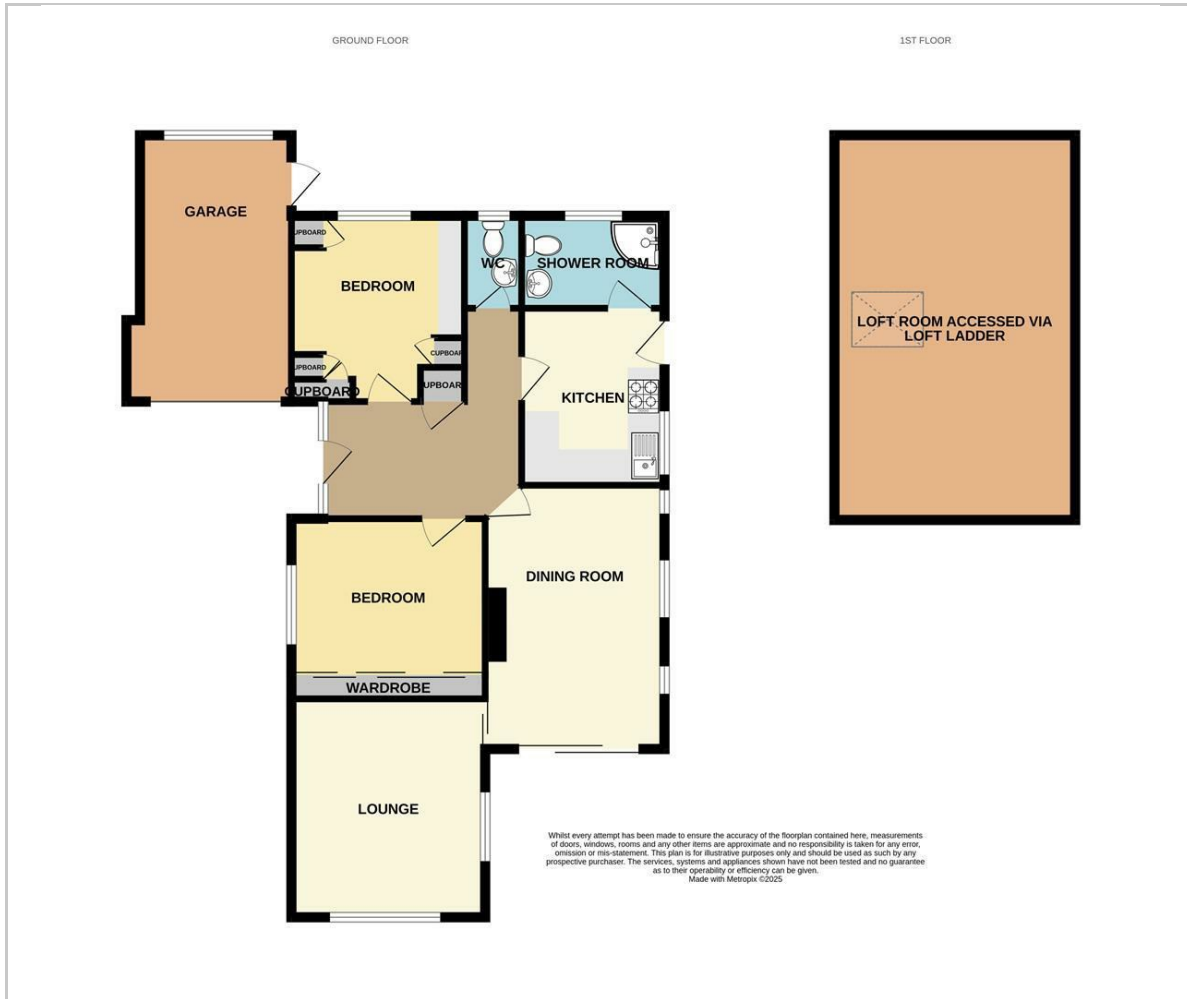 GROUND FLOOR
1ST FLOOR
GARAGE
UPBOARD
BEDROOM
WC
SHOWER ROOM
CUPBOAR
UPBOARD
CUPBOARD
UPBOAR
KITCHEN
LOFT ROOM ACCESSED VIA
LOFT LADDER
DINING ROOM
BEDROOM
WARDROBE
LOUNGE
Whilst every attempt has been made to ensure the accuracy of the floorplan contained here, measurements
of doors, windows, rooms and any other items are approximate and no responsibility is taken for any error,
omission or mis-statement. This plan is for illustrative purposes only and should be used as such by any
prospective purchaser. The services, systems and appliances shown have not been tested and no guarantee
as to their operability or efficiency can be given.
Made with Metropix ©2025